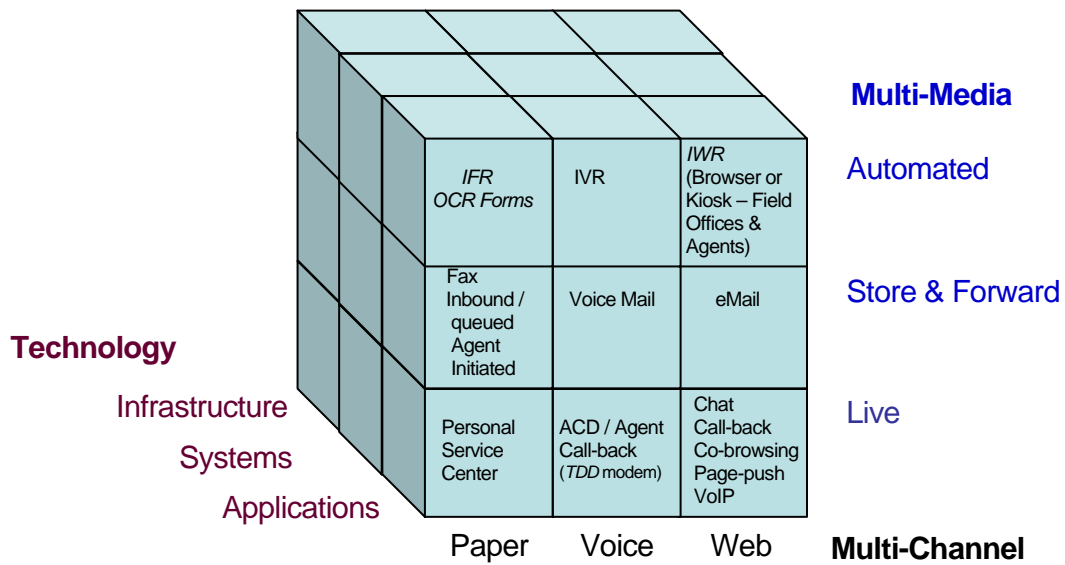 Multi-Media
Automated
Store & Forward
Live
IFR
OCR Forms
IVR
IWR
(Browser or
Kiosk – Field
Offices &
Agents)
Fax
Inbound /
queued
Agent
Initiated
Voice Mail
eMail
Personal
Service
Center
ACD / Agent
Call-back
(TDD modem)
Chat
Call-back
Co-browsing
Page-push
VoIP
Technology
Infrastructure
Systems
Applications
Paper
Voice
Web
Multi-Channel